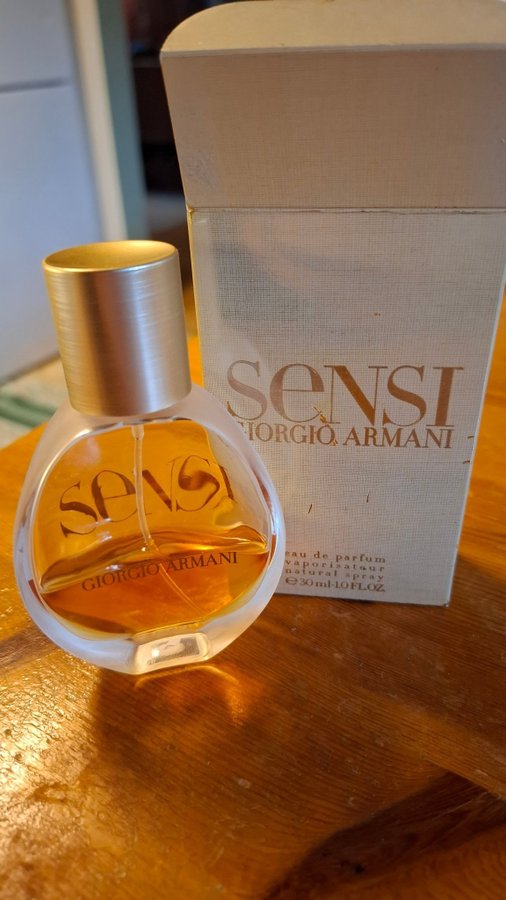 SeNSI
GIORGIO ARMANI
eau de parfum
vaporisateur
natural spray
℮30 ml-1.0 FL.OZ.
SeNSI
GIORGIO ARMANI